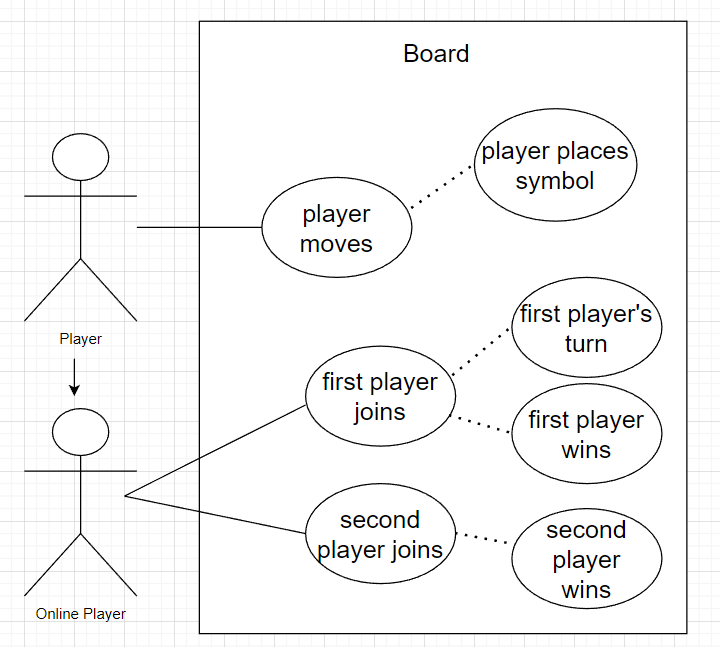 Board
player places
symbol
player
moves
Player
first player's
turn
first player
joins
first player
wins
second
player joins
second
player
wins
Online Player